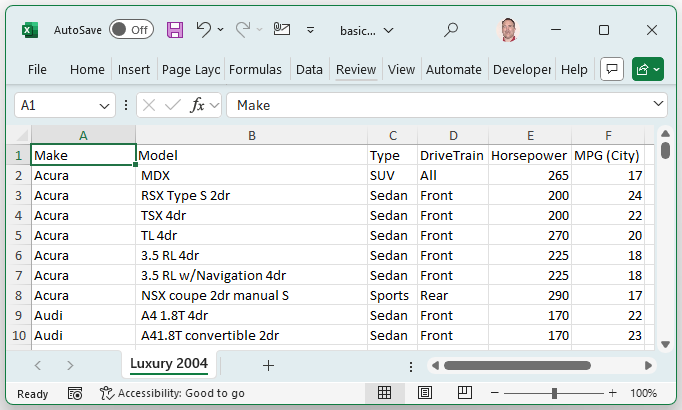 AutoSave Off basic...
File Home Insert Page Layc Formulas Data Review View Automate Developer Help
A1 fx Make
A B C D E F
1 Make Model Type DriveTrain Horsepower MPG (City)
2 Acura MDX SUV All 265 17
3 Acura RSX Type S 2dr Sedan Front 200 24
4 Acura TSX 4dr Sedan Front 200 22
5 Acura TL 4dr Sedan Front 270 20
6 Acura 3.5 RL 4dr Sedan Front 225 18
7 Acura 3.5 RL w/Navigation 4dr Sedan Front 225 18
8 Acura NSX coupe 2dr manual S Sports Rear 290 17
9 Audi A4 1.8T 4dr Sedan Front 170 22
10 Audi A41.8T convertible 2dr Sedan Front 170 23
Luxury 2004
Ready Accessibility: Good to go 100%